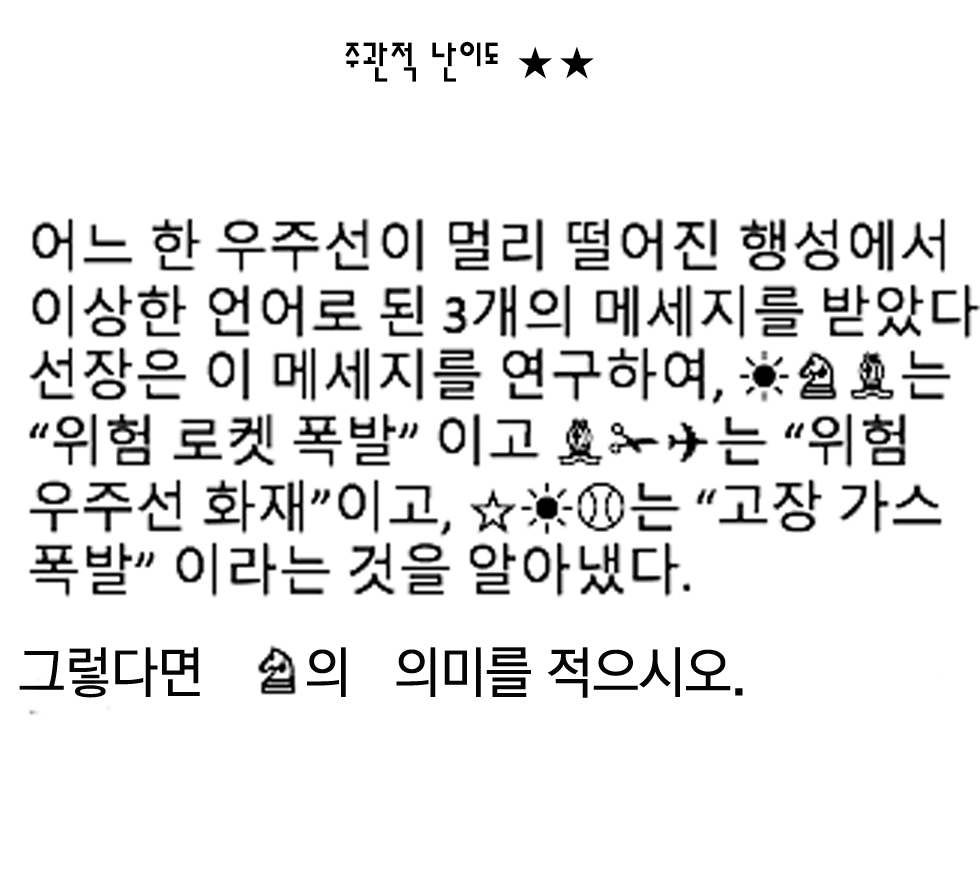 주관적 난이도 ★★
어느 한 우주선이 멀리 떨어진 행성에서
이상한 언어로 된 3개의 메세지를 받았다
선장은 이 메세지를 연구하여, ☀♞♝는
“위험 로켓 폭발” 이고 ♝✂✈는 “위험
우주선 화재”이고, ☆☀⚾는 “고장 가스
폭발” 이라는 것을 알아냈다.
그렇다면 ♞의 의미를 적으시오.